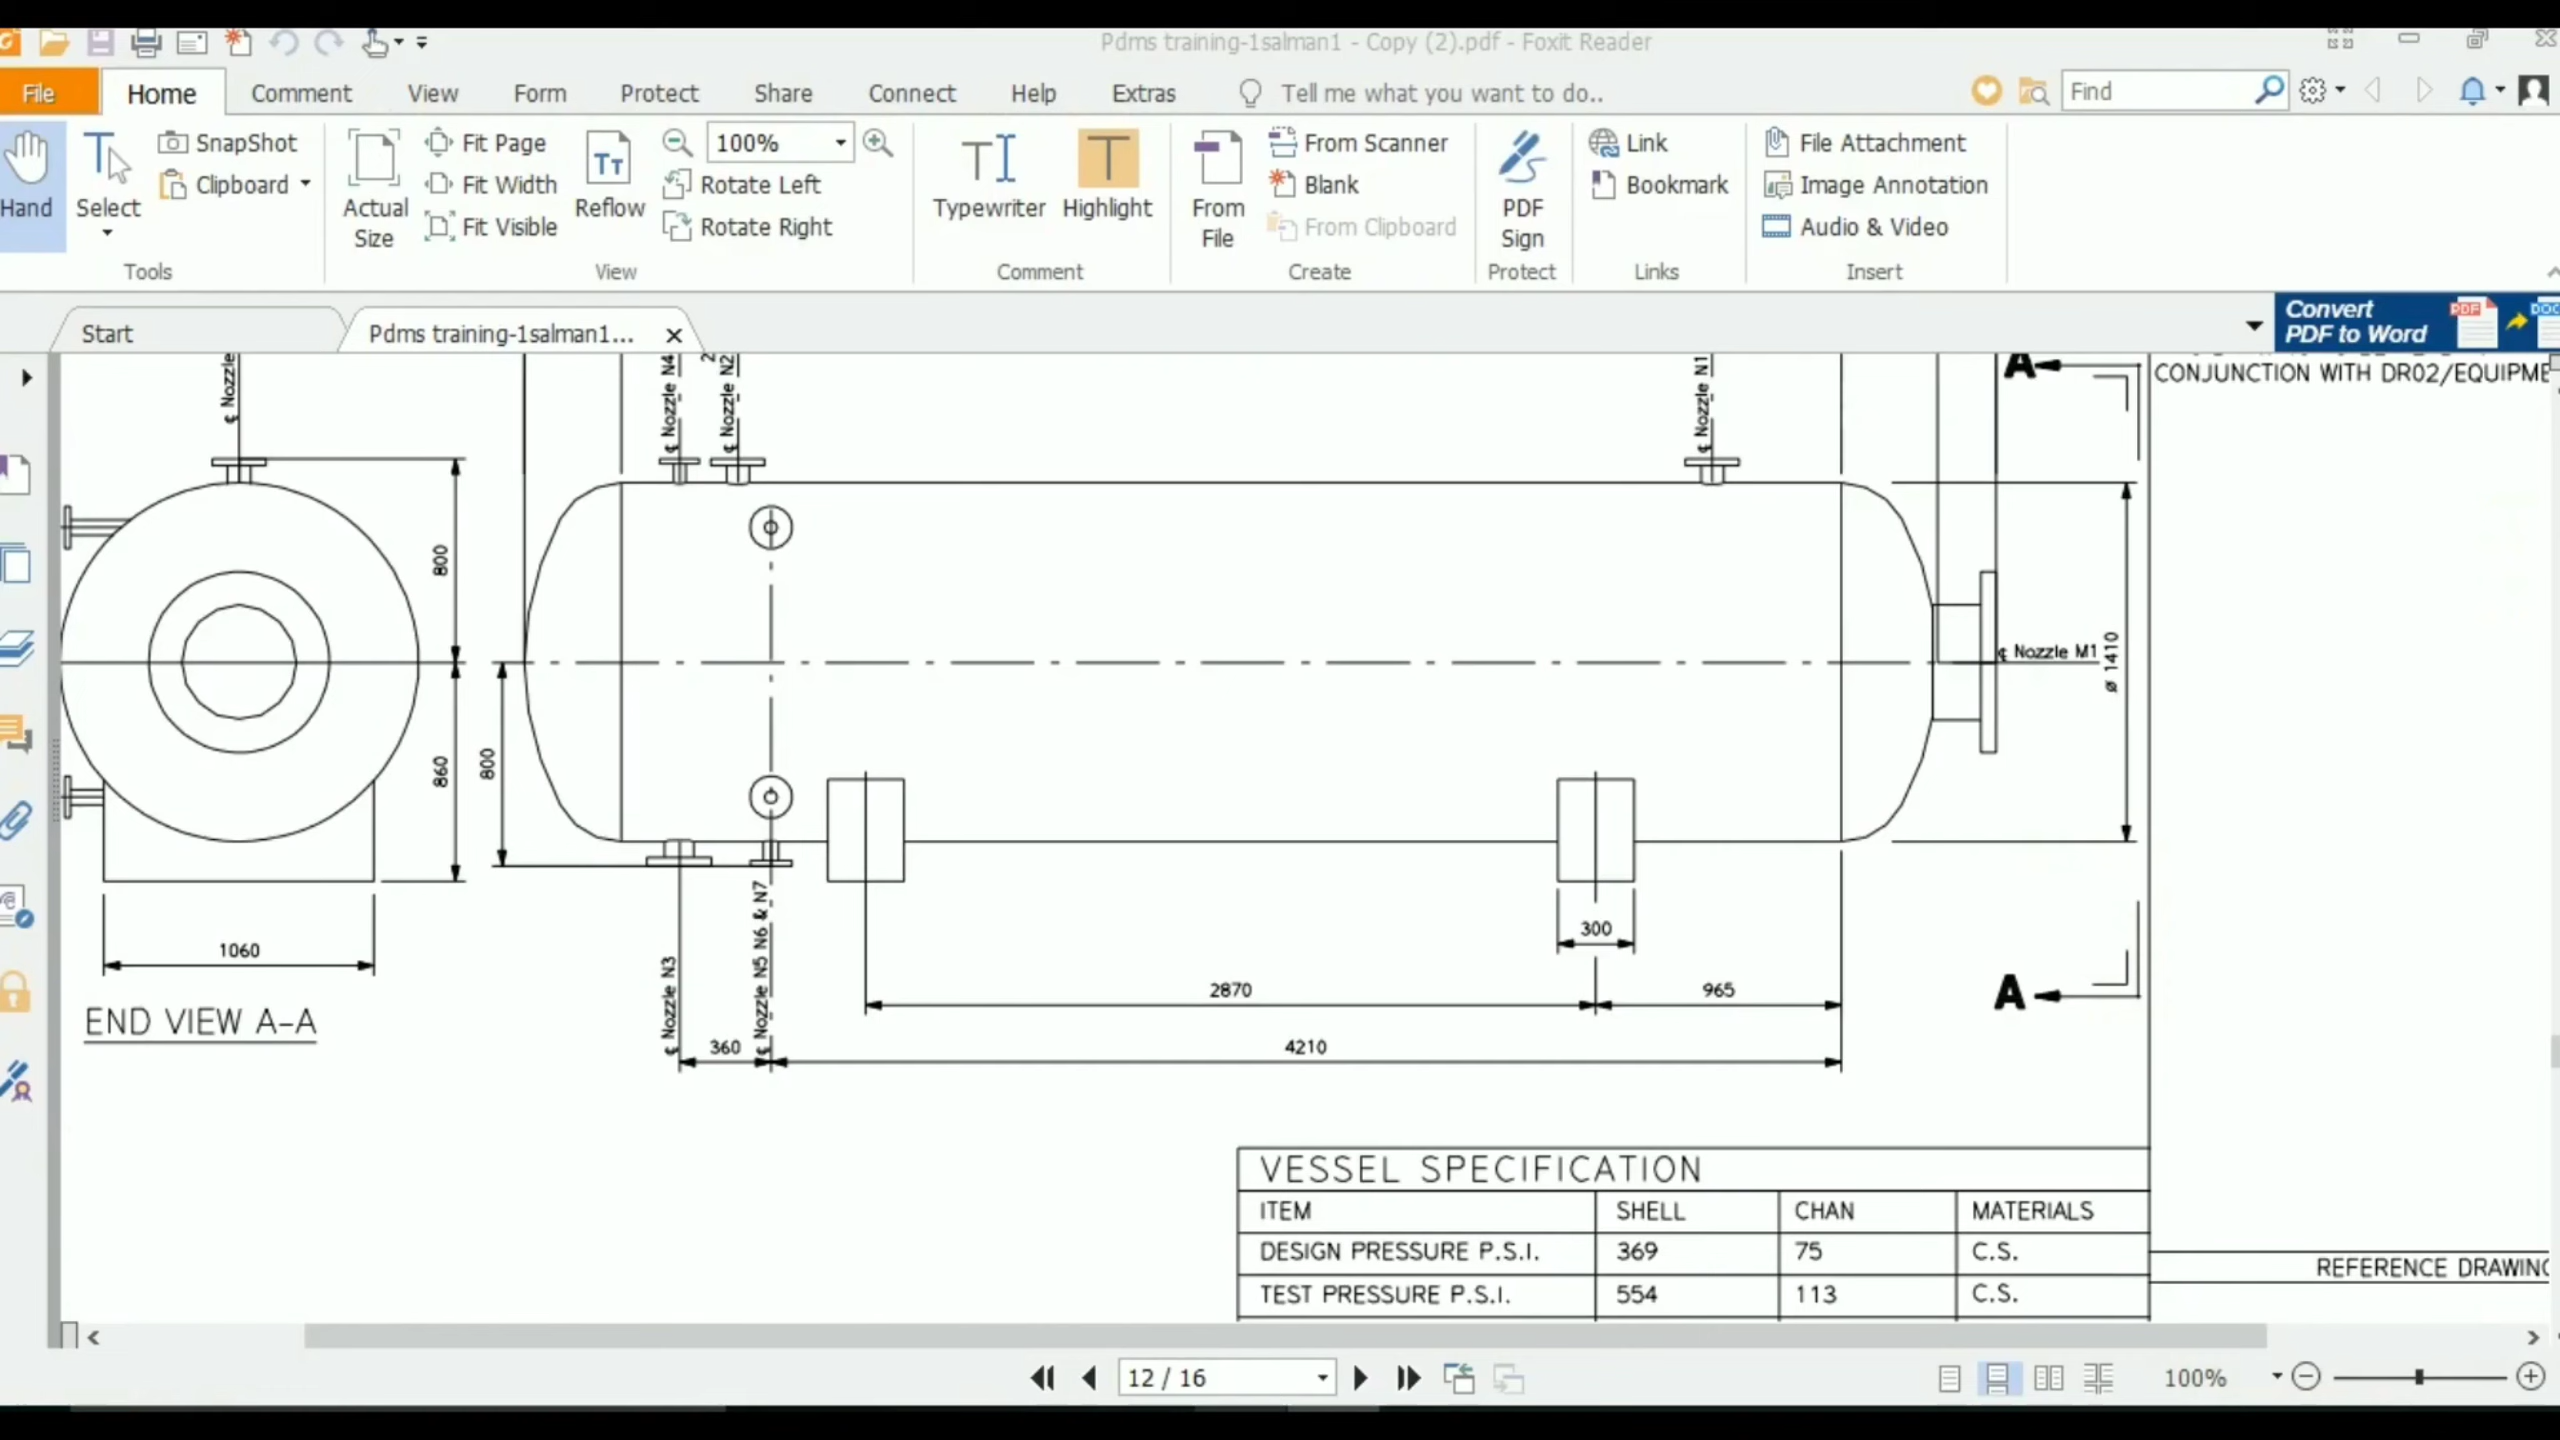 Pdms training-1salman1 - Copy (2).pdf - Foxit Reader
File Home Comment View Form Protect Share Connect Help Extras Tell me what you want to do.. Find
Hand
Select
SnapShot
Clipboard
Tools
Actual Size
Fit Page
Fit Width
Fit Visible
Reflow
100%
Rotate Left
Rotate Right
View
Typewriter
Highlight
Comment
From File
From Scanner
Blank
From Clipboard
Create
PDF Sign
Protect
Link
Bookmark
Links
File Attachment
Image Annotation
Audio & Video
Insert
Start
Pdms training-1salman1...
Convert
PDF to Word
PDF
DOC
A
CONJUNCTION WITH DR02/EQUIPME
℄ Nozzle
℄ Nozzle N4
2
℄ Nozzle N2
℄ Nozzle N1
800
860
800
℄ Nozzle M1
ø 1410
1060
END VIEW A-A
℄ Nozzle N3
℄ Nozzle N5 N6 & N7
300
2870
965
A
360
4210
VESSEL SPECIFICATION
ITEM SHELL CHAN MATERIALS
DESIGN PRESSURE P.S.I. 369 75 C.S.
TEST PRESSURE P.S.I. 554 113 C.S.
REFERENCE DRAWING
12 / 16
100%